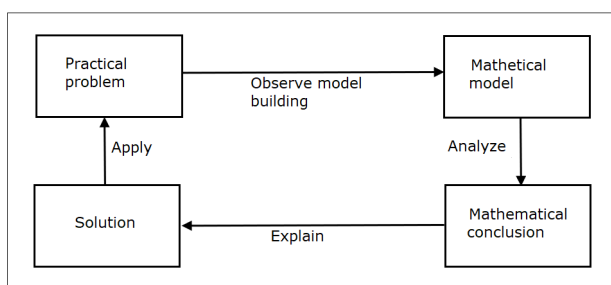 Practical
problem
Observe model
building
Mathetical
model
Apply
Analyze
Solution
Explain
Mathematical
conclusion